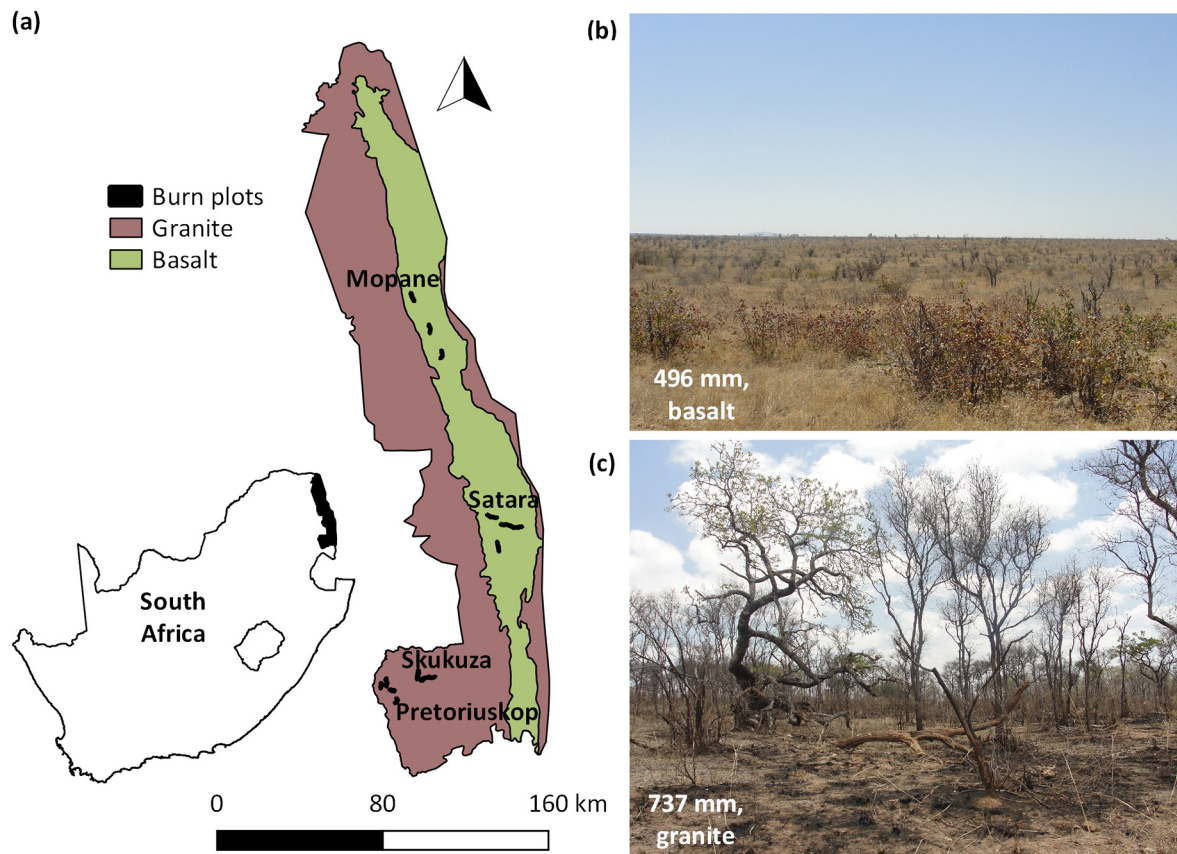 (a)
Burn plots
Granite
Basalt
Mopane
Satara
Skukuza
Pretoriuskop
South
Africa
0 80 160 km
(b)
496 mm,
basalt
(c)
737 mm,
granite